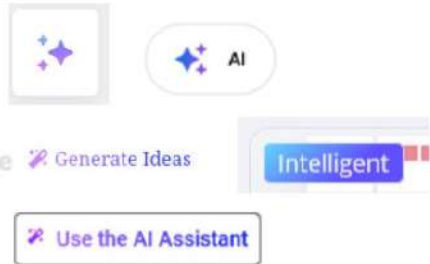 AI
e Generate Ideas
Intelligent
Use the AI Assistant